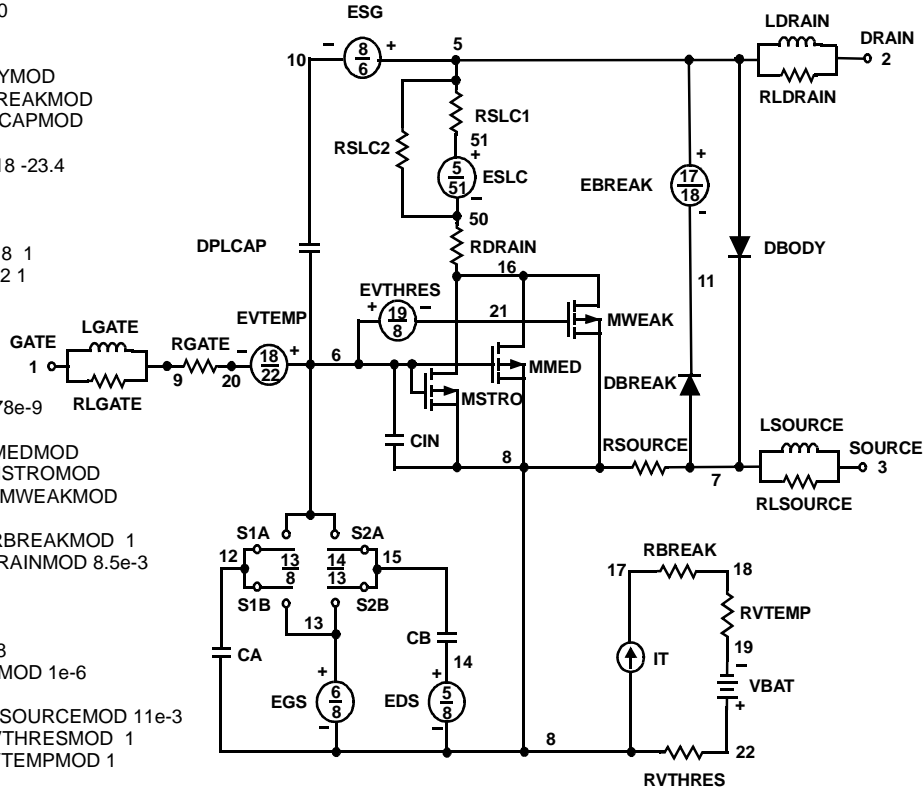 0
YMOD
REAKMOD
CAPMOD
18 -23.4
8 1
2 1
78e-9
MEDMOD
STROMOD
MWEAKMOD
RBREAKMOD 1
RAINMOD 8.5e-3
8
MOD 1e-6
SOURCEMOD 11e-3
VTHRESMOD 1
TEMPMOD 1
ESG
LDRAIN
DRAIN
10
−
8
6
+
5
2
RLDRAIN
RSLC1
51
RSLC2
+
5
51
−
ESLC
50
+
EBREAK
17
18
−
RDRAIN
DPLCAP
16
DBODY
EVTHRES
+
19
8
−
21
MWEAK
11
EVTEMP
GATE
1
LGATE
RGATE
−
18
22
+
6
MMED
9
20
RLGATE
MSTRO
DBREAK
CIN
LSOURCE
SOURCE
3
8
RSOURCE
7
RLSOURCE
S1A
S2A
12
13
8
14
13
15
S1B
S2B
13
RBREAK
17
18
RVTEMP
CA
CB
19
14
IT
−
VBAT
+
+
EGS
6
8
−
+
EDS
5
8
−
8
22
RVTHRES